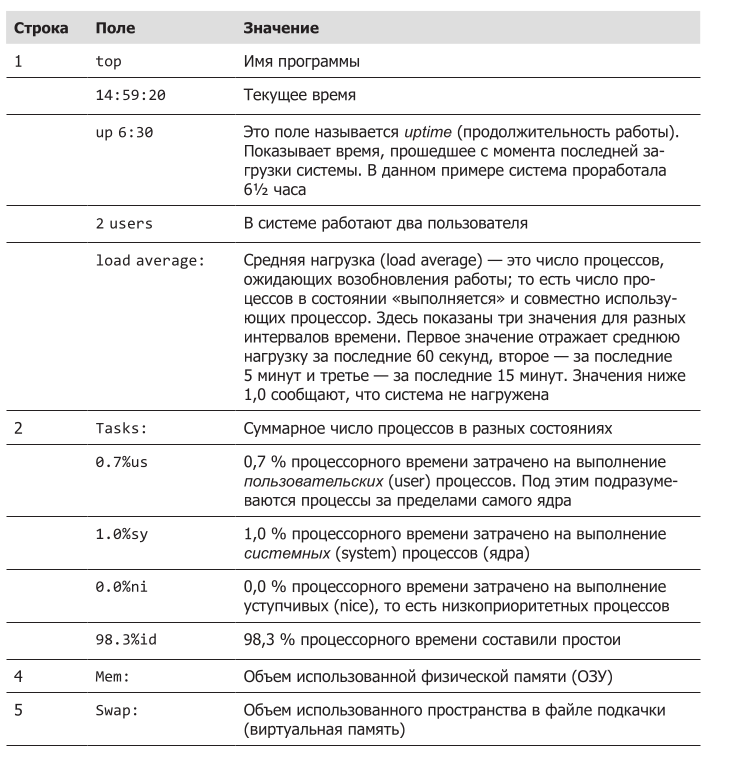 Строка Поле Значение
1 top Имя программы
14:59:20 Текущее время
up 6:30 Это поле называется uptime (продолжительность работы).
Показывает время, прошедшее с момента последней за-
грузки системы. В данном примере система проработала
6½ часа
2 users В системе работают два пользователя
load average: Средняя нагрузка (load average) — это число процессов,
ожидающих возобновления работы; то есть число про-
цессов в состоянии «выполняется» и совместно использу-
ющих процессор. Здесь показаны три значения для разных
интервалов времени. Первое значение отражает среднюю
нагрузку за последние 60 секунд, второе — за последние
5 минут и третье — за последние 15 минут. Значения ниже
1,0 сообщают, что система не нагружена
2 Tasks: Суммарное число процессов в разных состояниях
0.7%us 0,7 % процессорного времени затрачено на выполнение
пользовательских (user) процессов. Под этим подразуме-
ваются процессы за пределами самого ядра
1.0%sy 1,0 % процессорного времени затрачено на выполнение
системных (system) процессов (ядра)
0.0%ni 0,0 % процессорного времени затрачено на выполнение
уступчивых (nice), то есть низкоприоритетных процессов
98.3%id 98,3 % процессорного времени составили простои
4 Mem: Объем использованной физической памяти (ОЗУ)
5 Swap: Объем использованного пространства в файле подкачки
(виртуальная память)